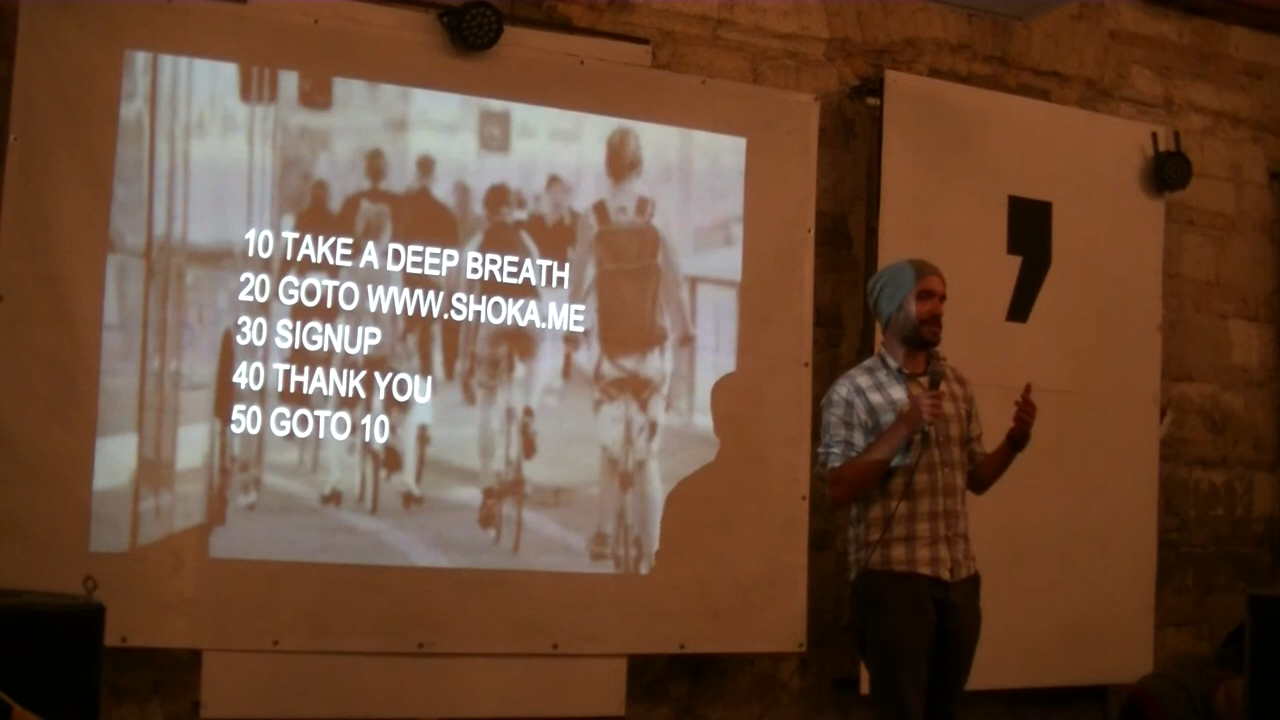 10 TAKE A DEEP BREATH
20 GOTO WWW.SHOKA.ME
30 SIGNUP
40 THANK YOU
50 GOTO 10
,